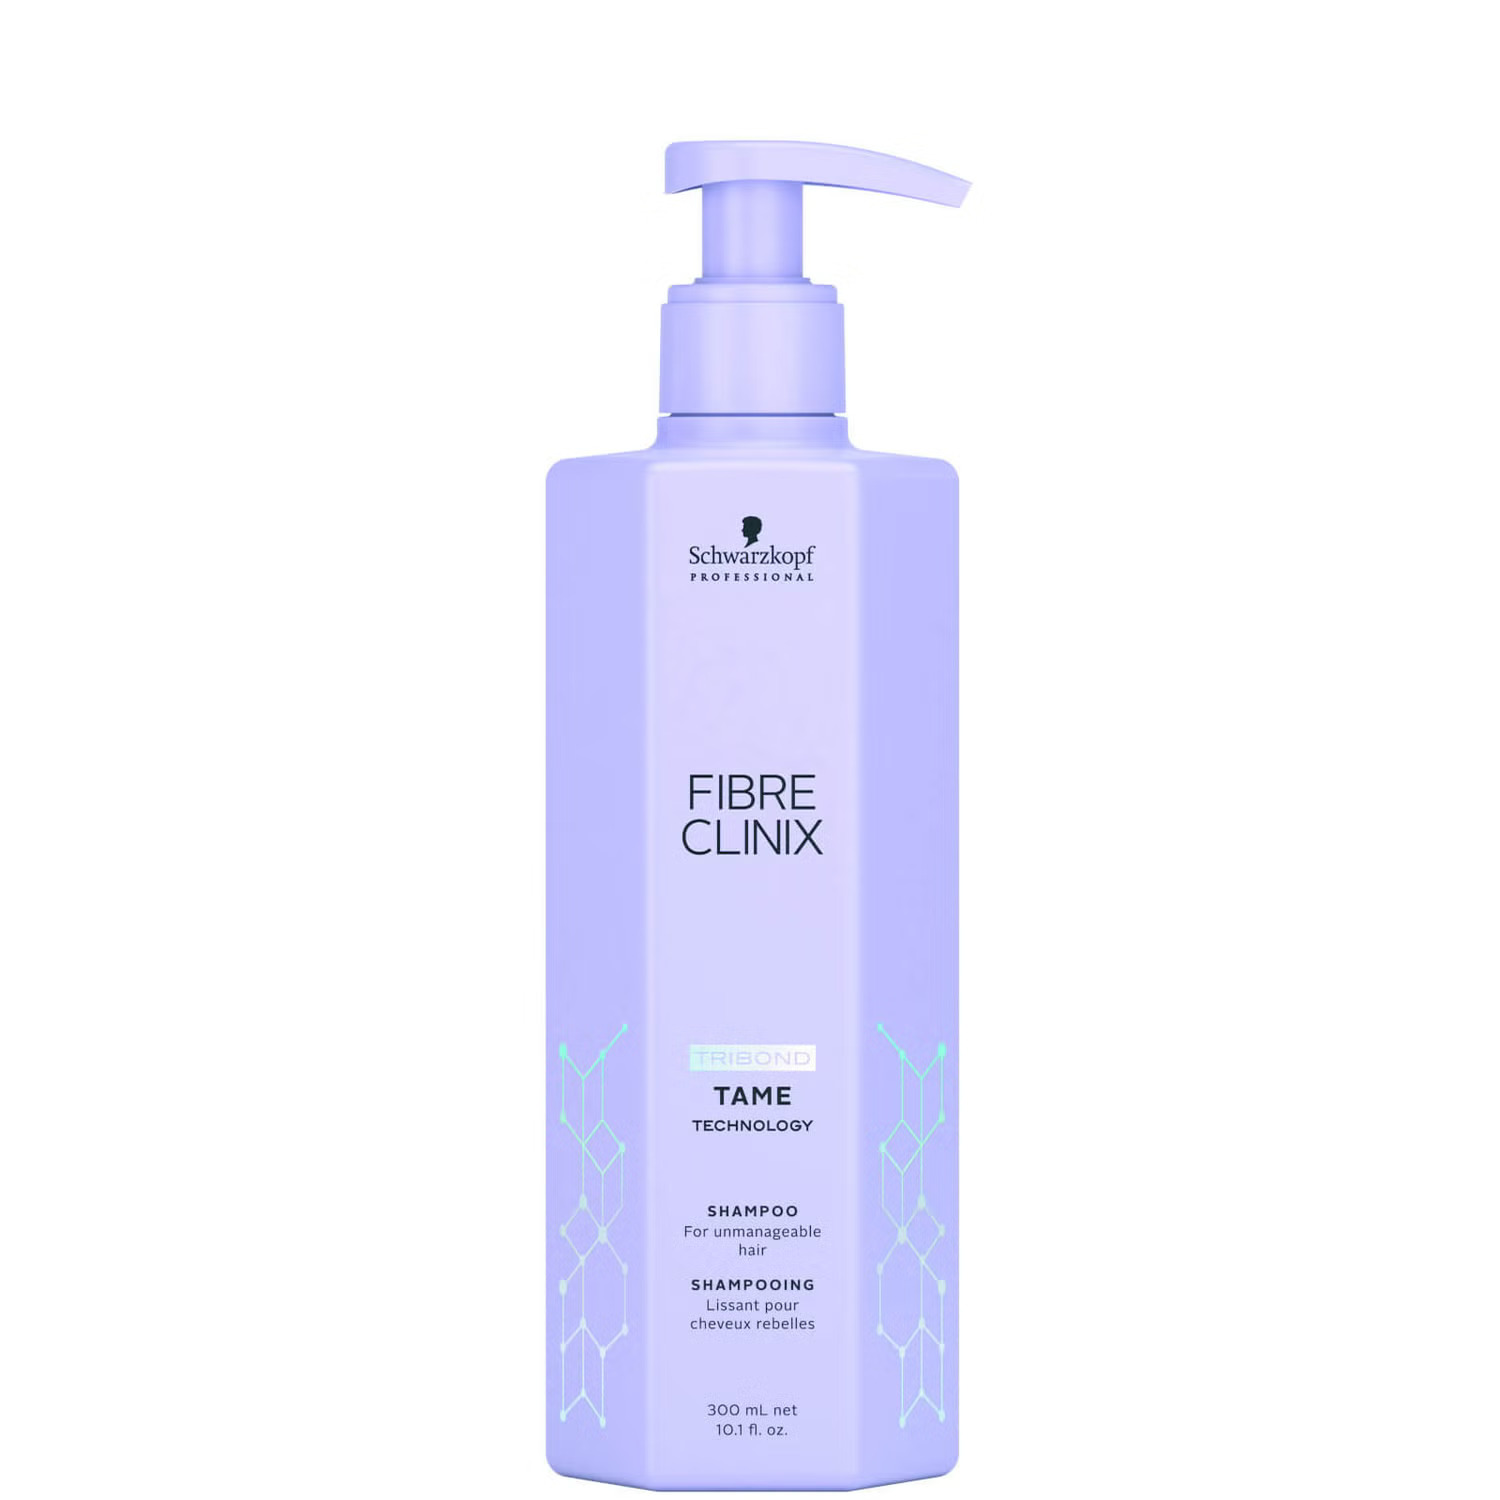 Schwarzkopf
PROFESSIONAL
FIBRE
CLINIX
TRIBOND
TAME
TECHNOLOGY
SHAMPOO
For unmanageable
hair
SHAMPOOING
Lissant pour
cheveux rebelles
300 mL net
10.1 fl. oz.